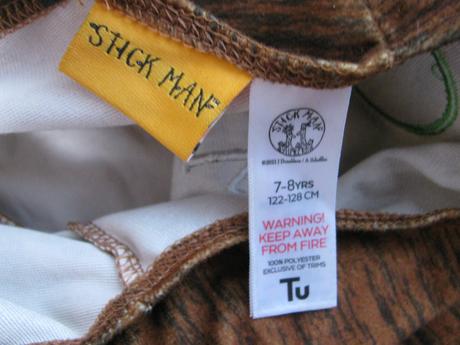 STICK MAN™
STICK MAN
7-8YRS
122-128 CM
WARNING!
KEEP AWAY
FROM FIRE
100% POLYESTER
EXCLUSIVE OF TRIMS
Tu